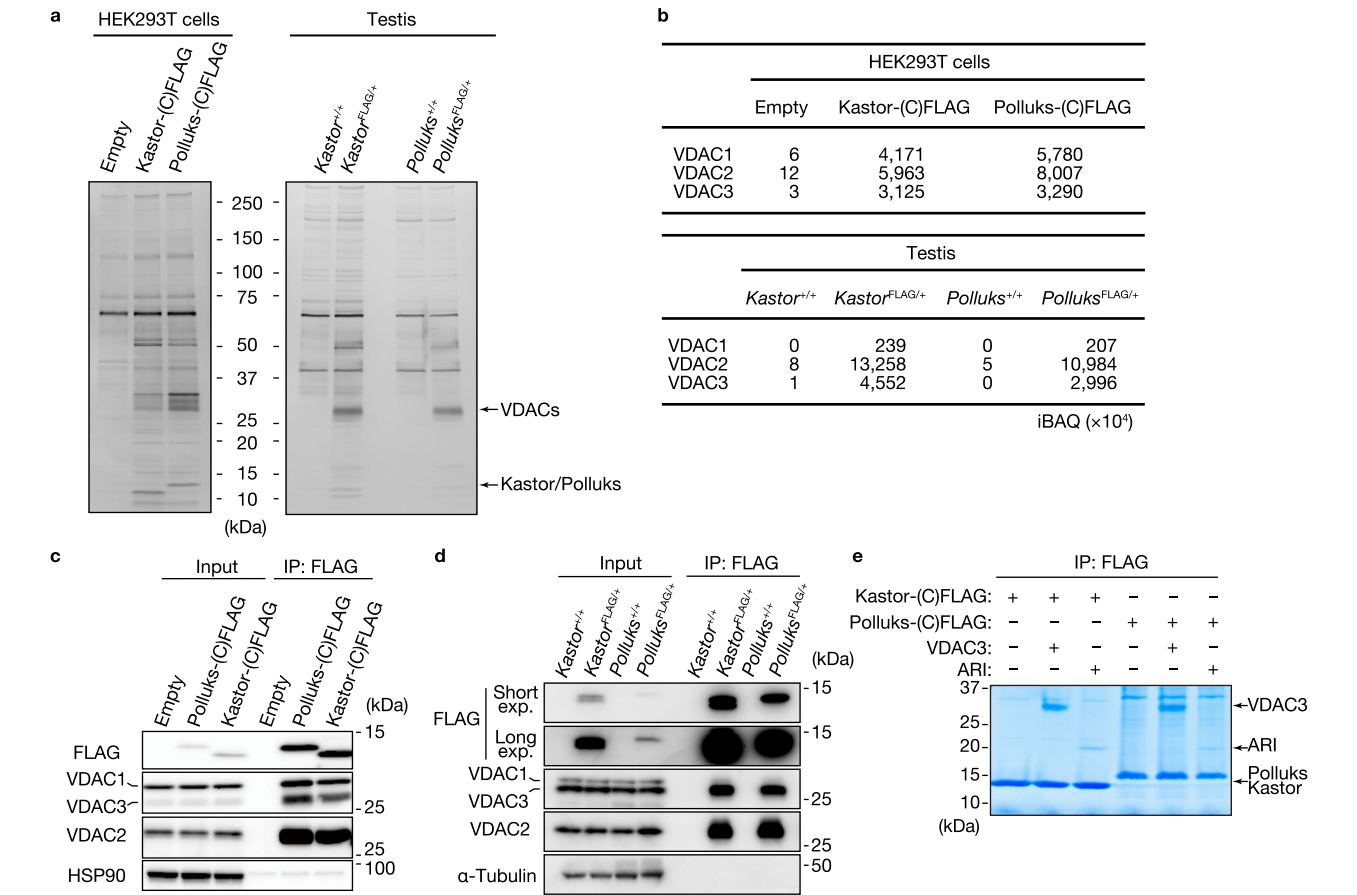 a
HEK293T cells
Testis
Empty
Kastor-(C)FLAG
Polluks-(C)FLAG
Kastor+/+
KastorFLAG/+
Polluks+/+
PolluksFLAG/+
- 250 -
- 150 -
- 100 -
- 75 -
- 50 -
- 37 -
- 25 -
- 20 -
- 15 -
- 10 -
(kDa)
VDACs
Kastor/Polluks
b
HEK293T cells
Empty Kastor-(C)FLAG Polluks-(C)FLAG
VDAC1 6 4,171 5,780
VDAC2 12 5,963 8,007
VDAC3 3 3,125 3,290
Testis
Kastor+/+ KastorFLAG/+ Polluks+/+ PolluksFLAG/+
VDAC1 0 239 0 207
VDAC2 8 13,258 5 10,984
VDAC3 1 4,552 0 2,996
iBAQ (×10⁴)
c
Input IP: FLAG
Empty
Polluks-(C)FLAG
Kastor-(C)FLAG
Empty
Polluks-(C)FLAG
Kastor-(C)FLAG
(kDa)
FLAG
- 15
VDAC1
VDAC3
- 25
VDAC2
- 25
HSP90
- 100
d
Input IP: FLAG
Kastor+/+
KastorFLAG/+
Polluks+/+
PolluksFLAG/+
Kastor+/+
KastorFLAG/+
Polluks+/+
PolluksFLAG/+
(kDa)
FLAG
Short exp.
- 15
Long exp.
- 15
VDAC1
VDAC3
- 25
VDAC2
- 25
α-Tubulin
- 50
e
IP: FLAG
Kastor-(C)FLAG: + + + – – –
Polluks-(C)FLAG: – – – + + +
VDAC3: – + – – + –
ARI: – – + – – +
37 -
VDAC3
25 -
20 -
ARI
15 -
Polluks
Kastor
10 -
(kDa)